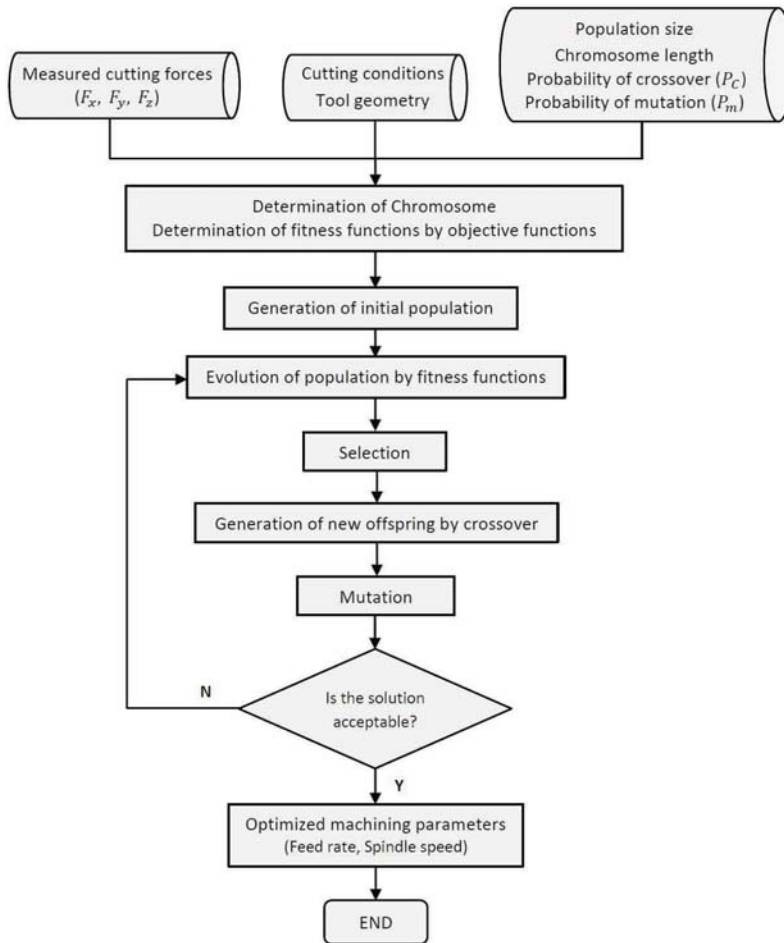 Measured cutting forces
(Fx, Fy, Fz)
Cutting conditions
Tool geometry
Population size
Chromosome length
Probability of crossover (PC)
Probability of mutation (Pm)
Determination of Chromosome
Determination of fitness functions by objective functions
Generation of initial population
Evolution of population by fitness functions
Selection
Generation of new offspring by crossover
Mutation
Is the solution
acceptable?
N
Y
Optimized machining parameters
(Feed rate, Spindle speed)
END